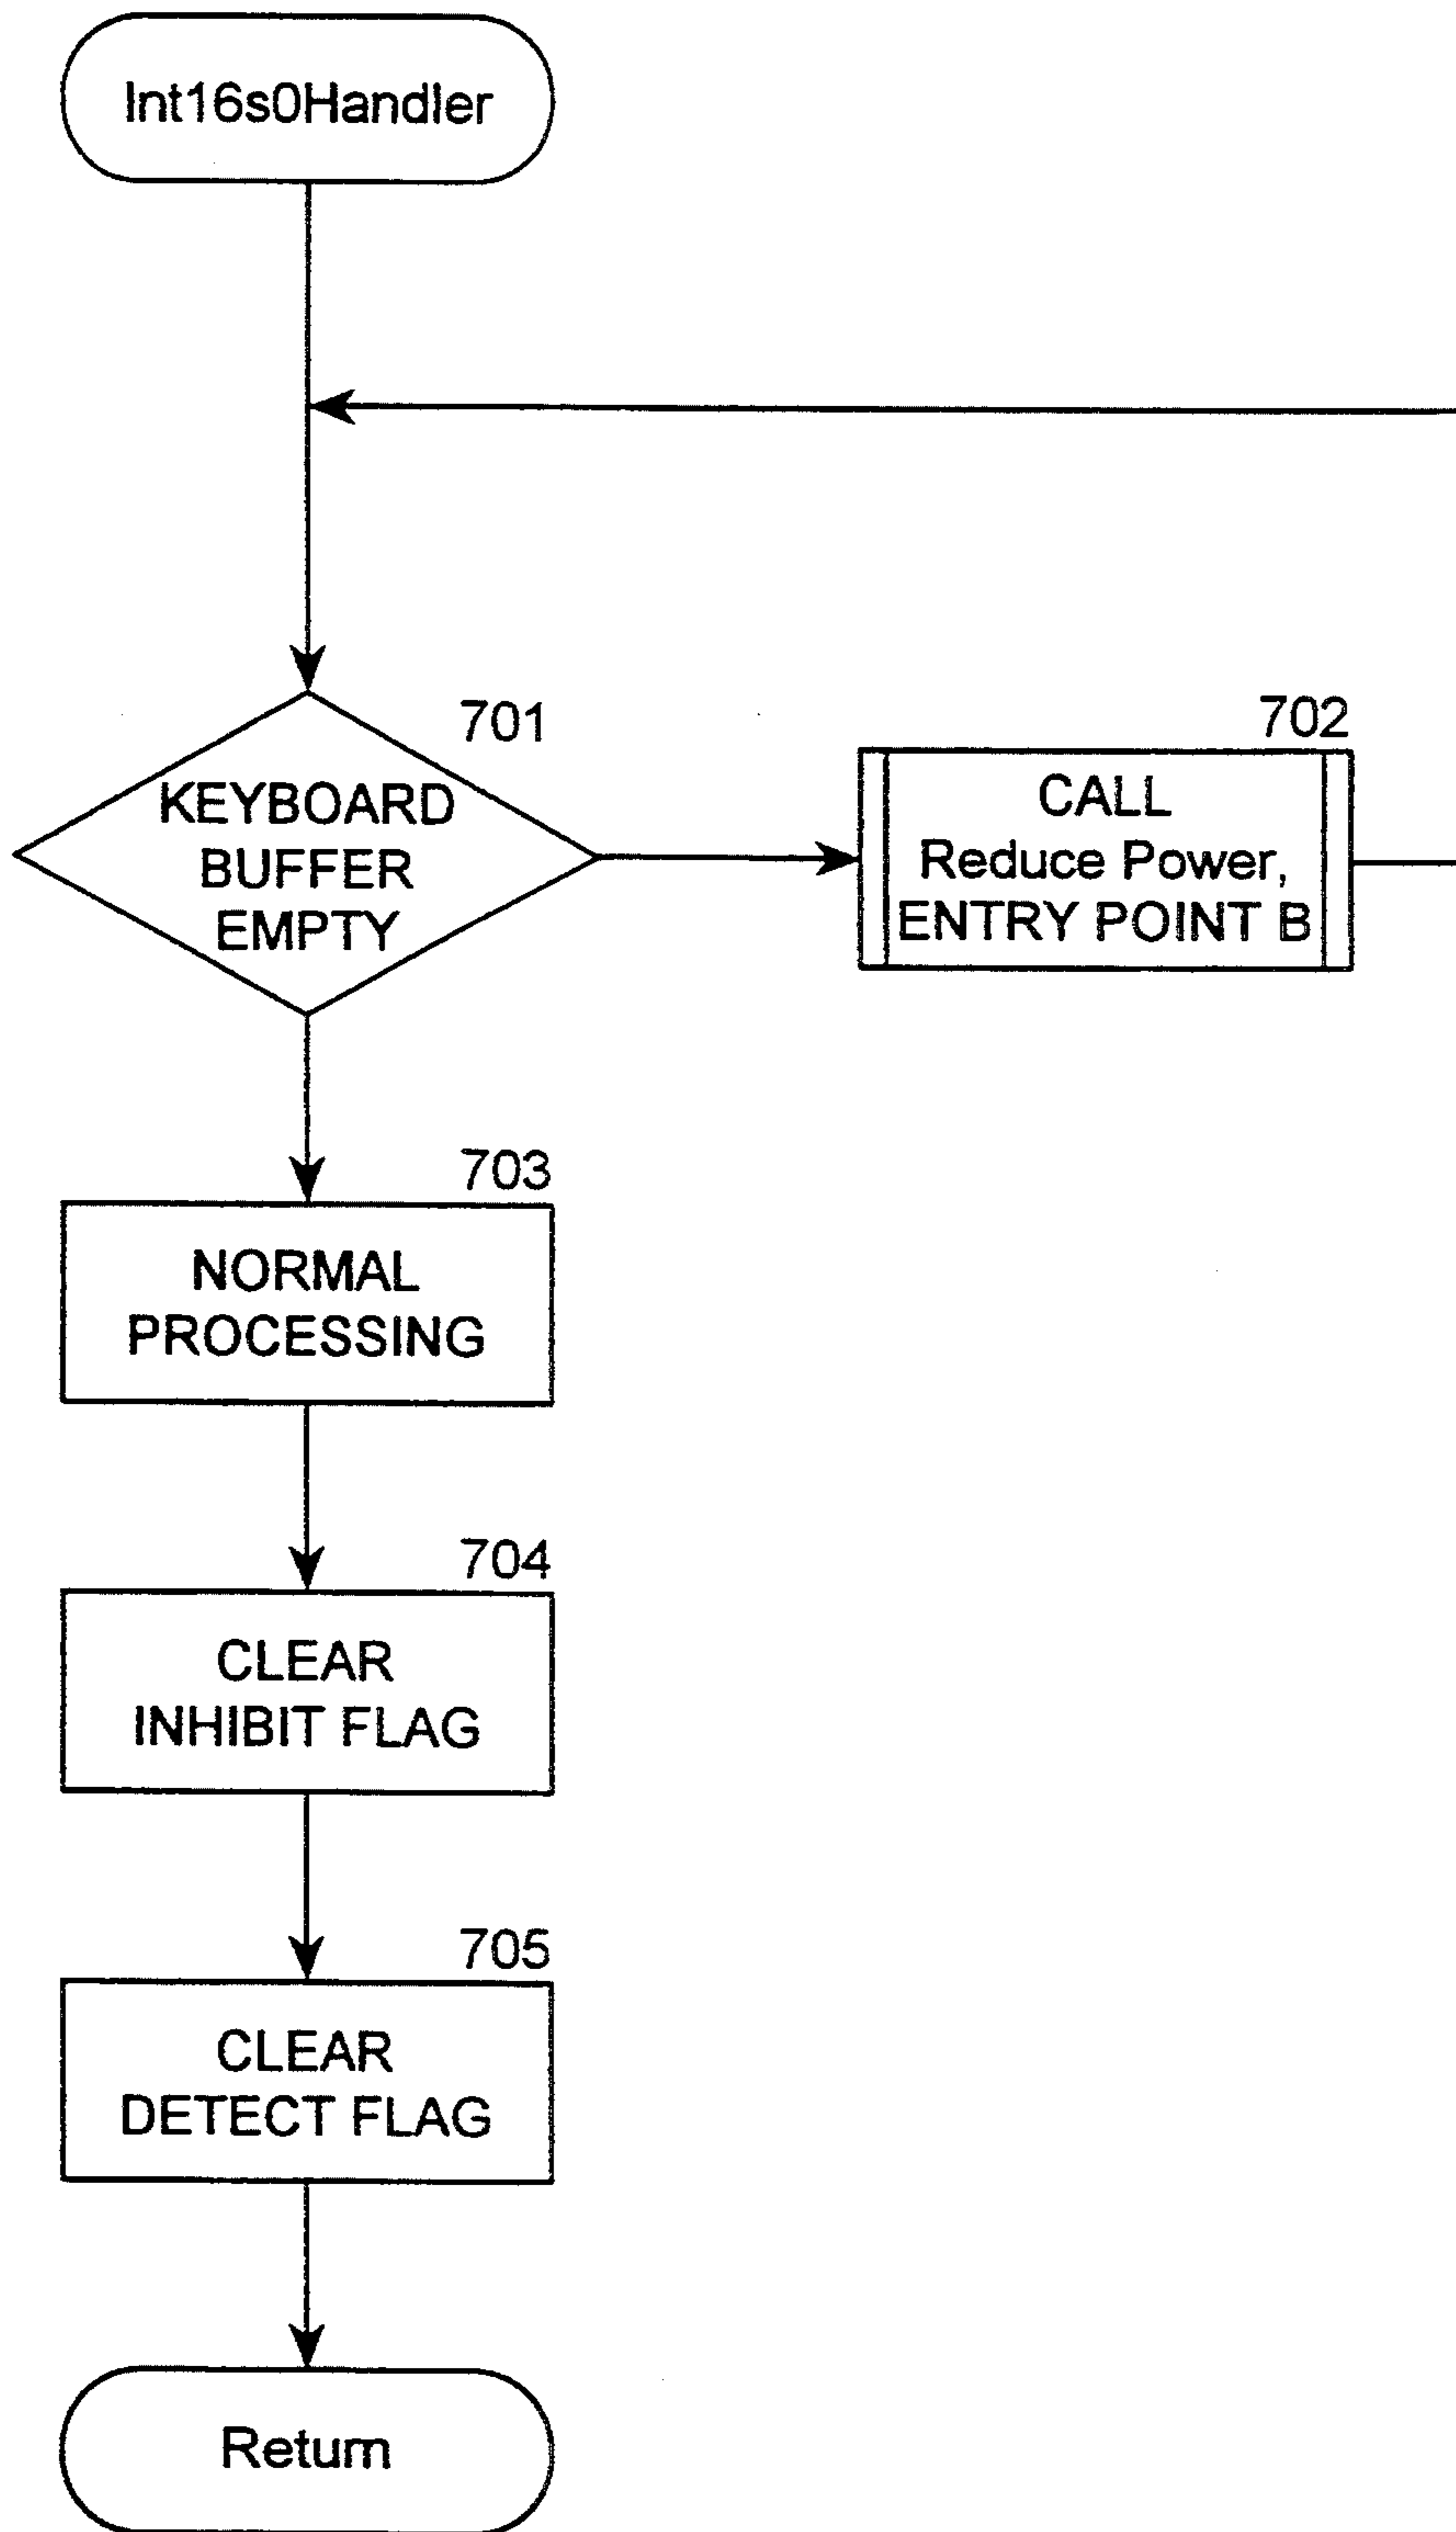 Int16s0Handler
701
KEYBOARD
BUFFER
EMPTY
702
CALL
Reduce Power,
ENTRY POINT B
703
NORMAL
PROCESSING
704
CLEAR
INHIBIT FLAG
705
CLEAR
DETECT FLAG
Return